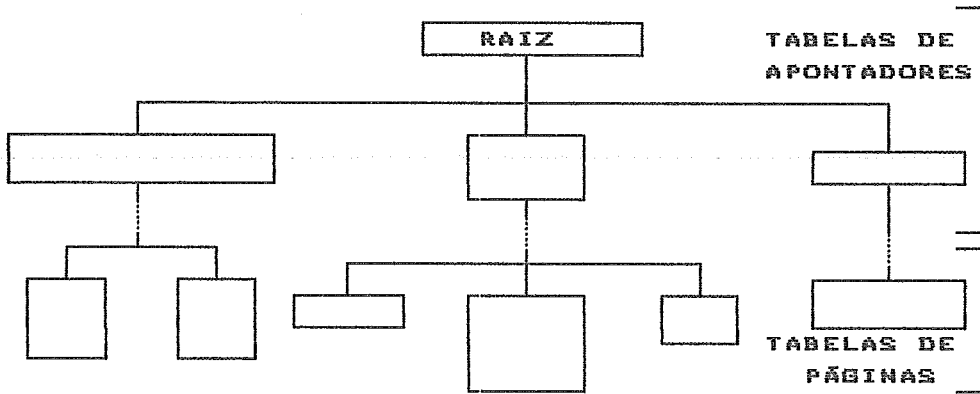 RAIZ
TABELAS DE
APONTADORES
TABELAS DE
PÁGINAS